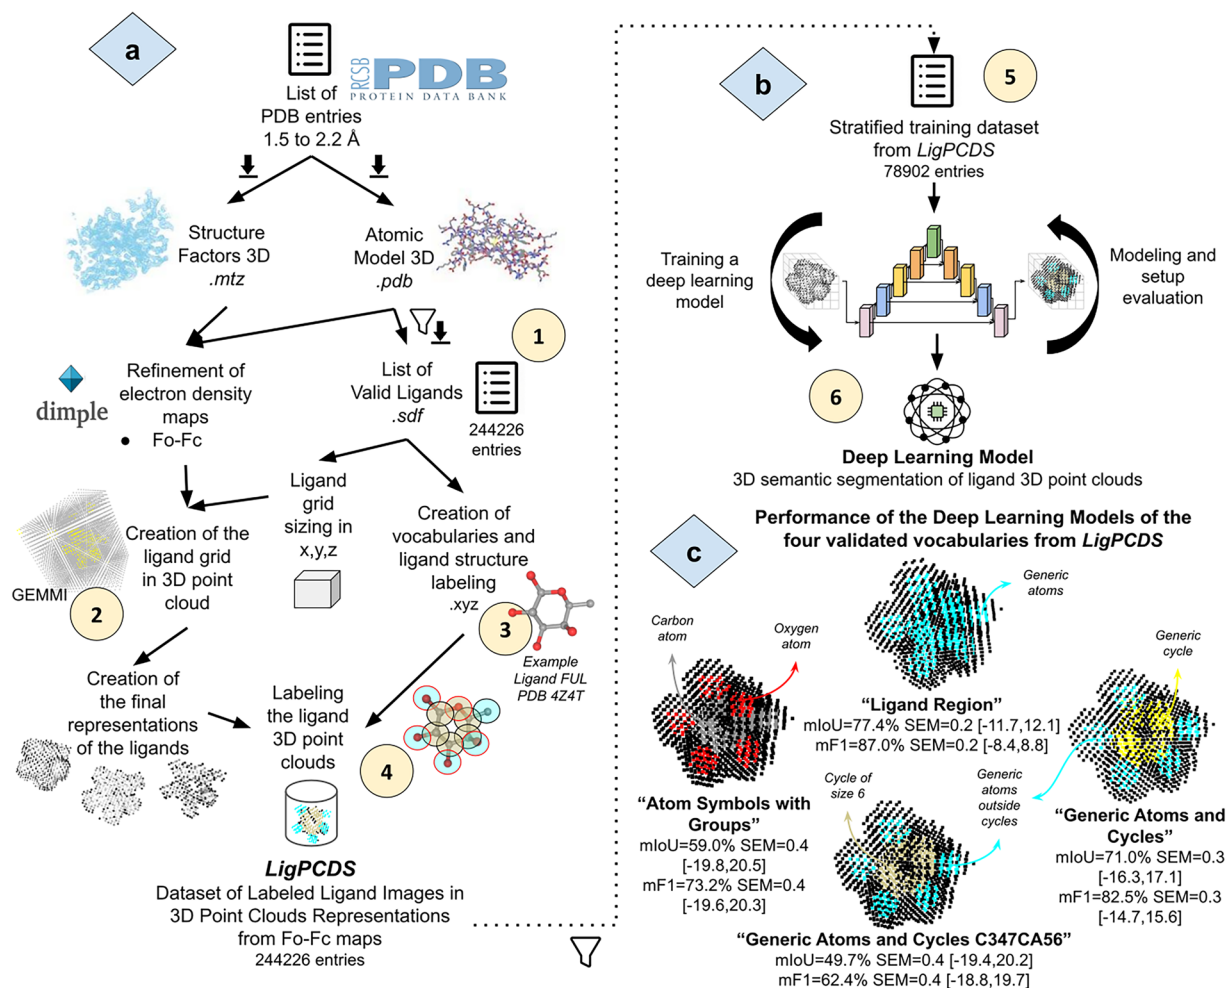 a
List of
PDB entries
1.5 to 2.2 Å
RCSB
PDB
PROTEIN DATA BANK
Structure
Factors 3D
.mtz
Atomic
Model 3D
.pdb
1
Refinement of
electron density
maps
• Fo-Fc
dimple
List of
Valid Ligands
.sdf
244226
entries
Ligand
grid
sizing in
x,y,z
Creation of the
ligand grid
in 3D point
cloud
GEMMI
2
Creation of
vocabularies and
ligand structure
labeling
.xyz
3
Example
Ligand FUL
PDB 4Z4T
Creation of
the final
representations
of the ligands
Labeling
the ligand
3D point
clouds
4
LigPCDS
Dataset of Labeled Ligand Images in
3D Point Clouds Representations
from Fo-Fc maps
244226 entries
b
5
Stratified training dataset
from LigPCDS
78902 entries
Training a
deep learning
model
Modeling and
setup
evaluation
6
Deep Learning Model
3D semantic segmentation of ligand 3D point clouds
c
Performance of the Deep Learning Models of the
four validated vocabularies from LigPCDS
Generic
atoms
“Ligand Region”
mIoU=77.4% SEM=0.2 [-11.7,12.1]
mF1=87.0% SEM=0.2 [-8.4,8.8]
Carbon
atom
Oxygen
atom
“Atom Symbols with
Groups”
mIoU=59.0% SEM=0.4
[-19.8,20.5]
mF1=73.2% SEM=0.4
[-19.6,20.3]
Generic
cycle
Generic
atoms
outside
cycles
“Generic Atoms and
Cycles”
mIoU=71.0% SEM=0.3
[-16.3,17.1]
mF1=82.5% SEM=0.3
[-14.7,15.6]
Cycle of
size 6
“Generic Atoms and Cycles C347CA56”
mIoU=49.7% SEM=0.4 [-19.4,20.2]
mF1=62.4% SEM=0.4 [-18.8,19.7]